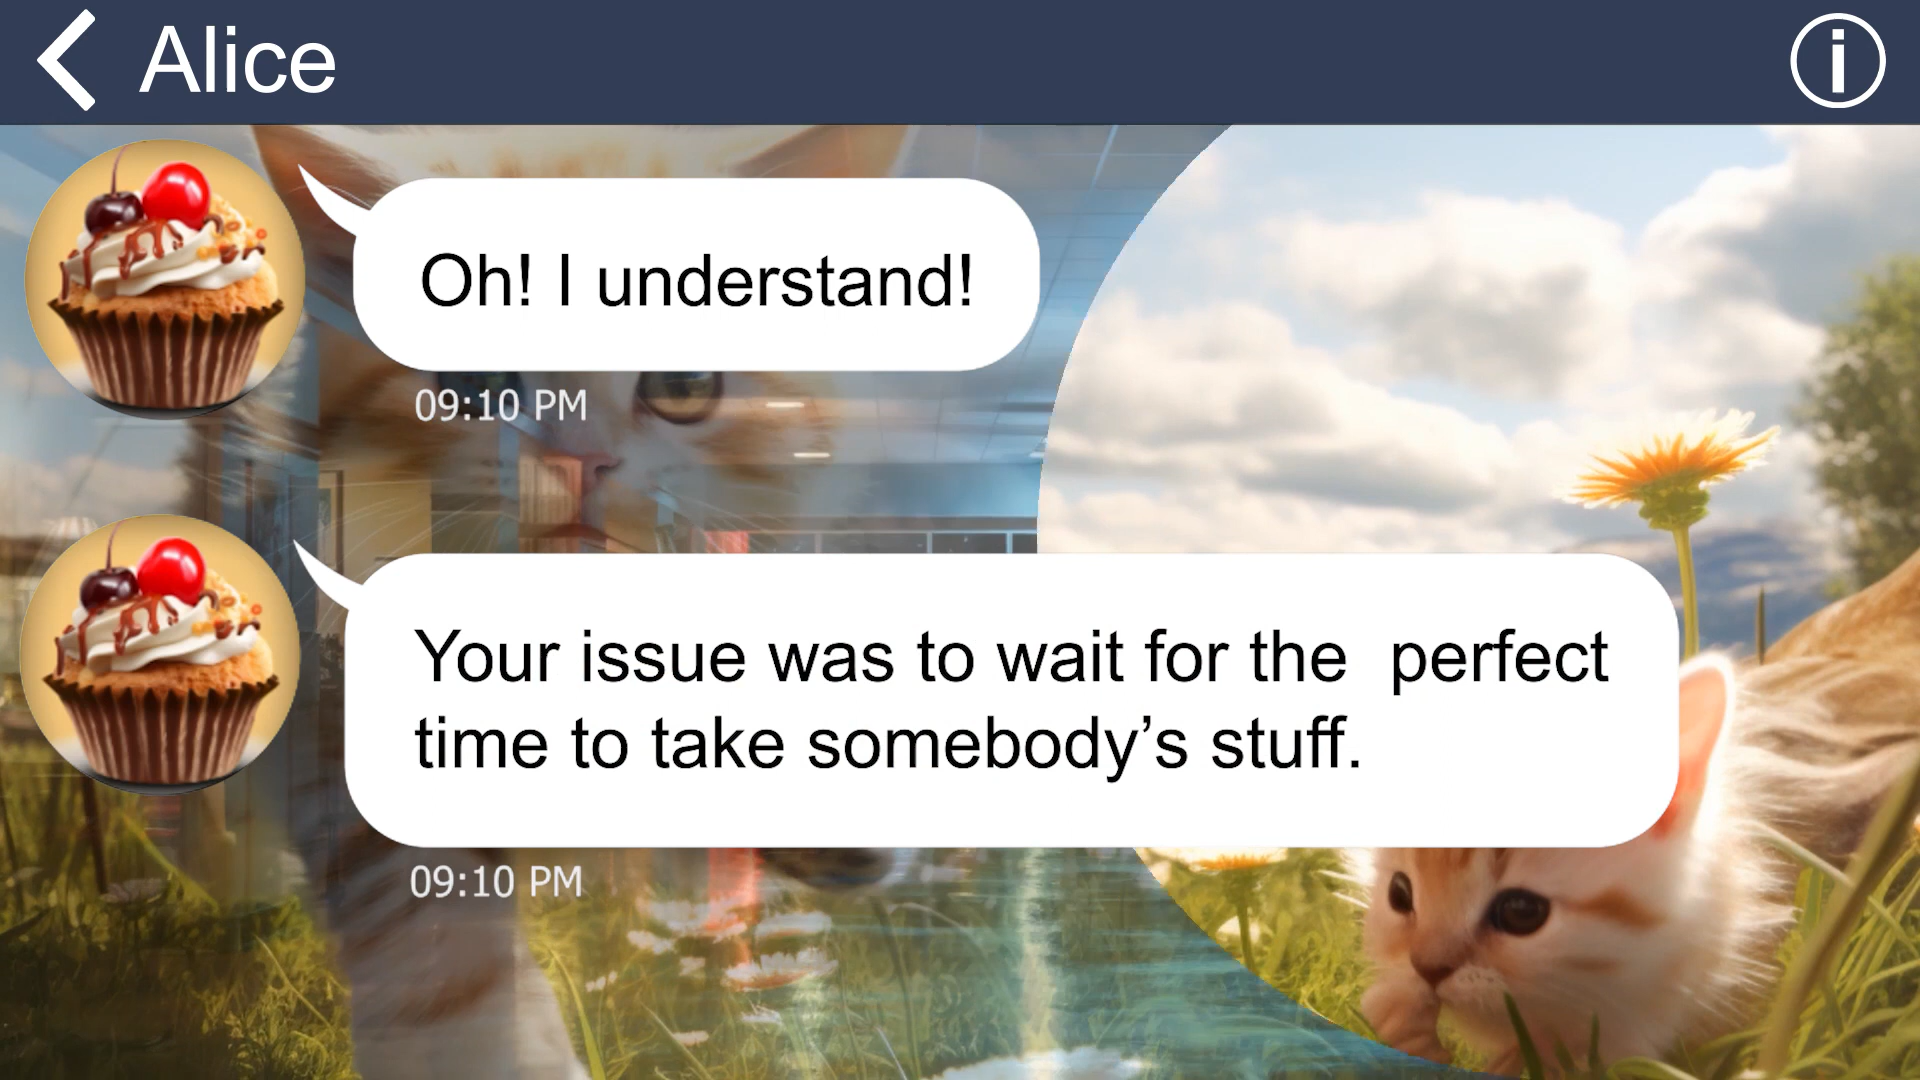 Alice
Oh! I understand!
09:10 PM
Your issue was to wait for the  perfect
time to take somebody’s stuff.
09:10 PM